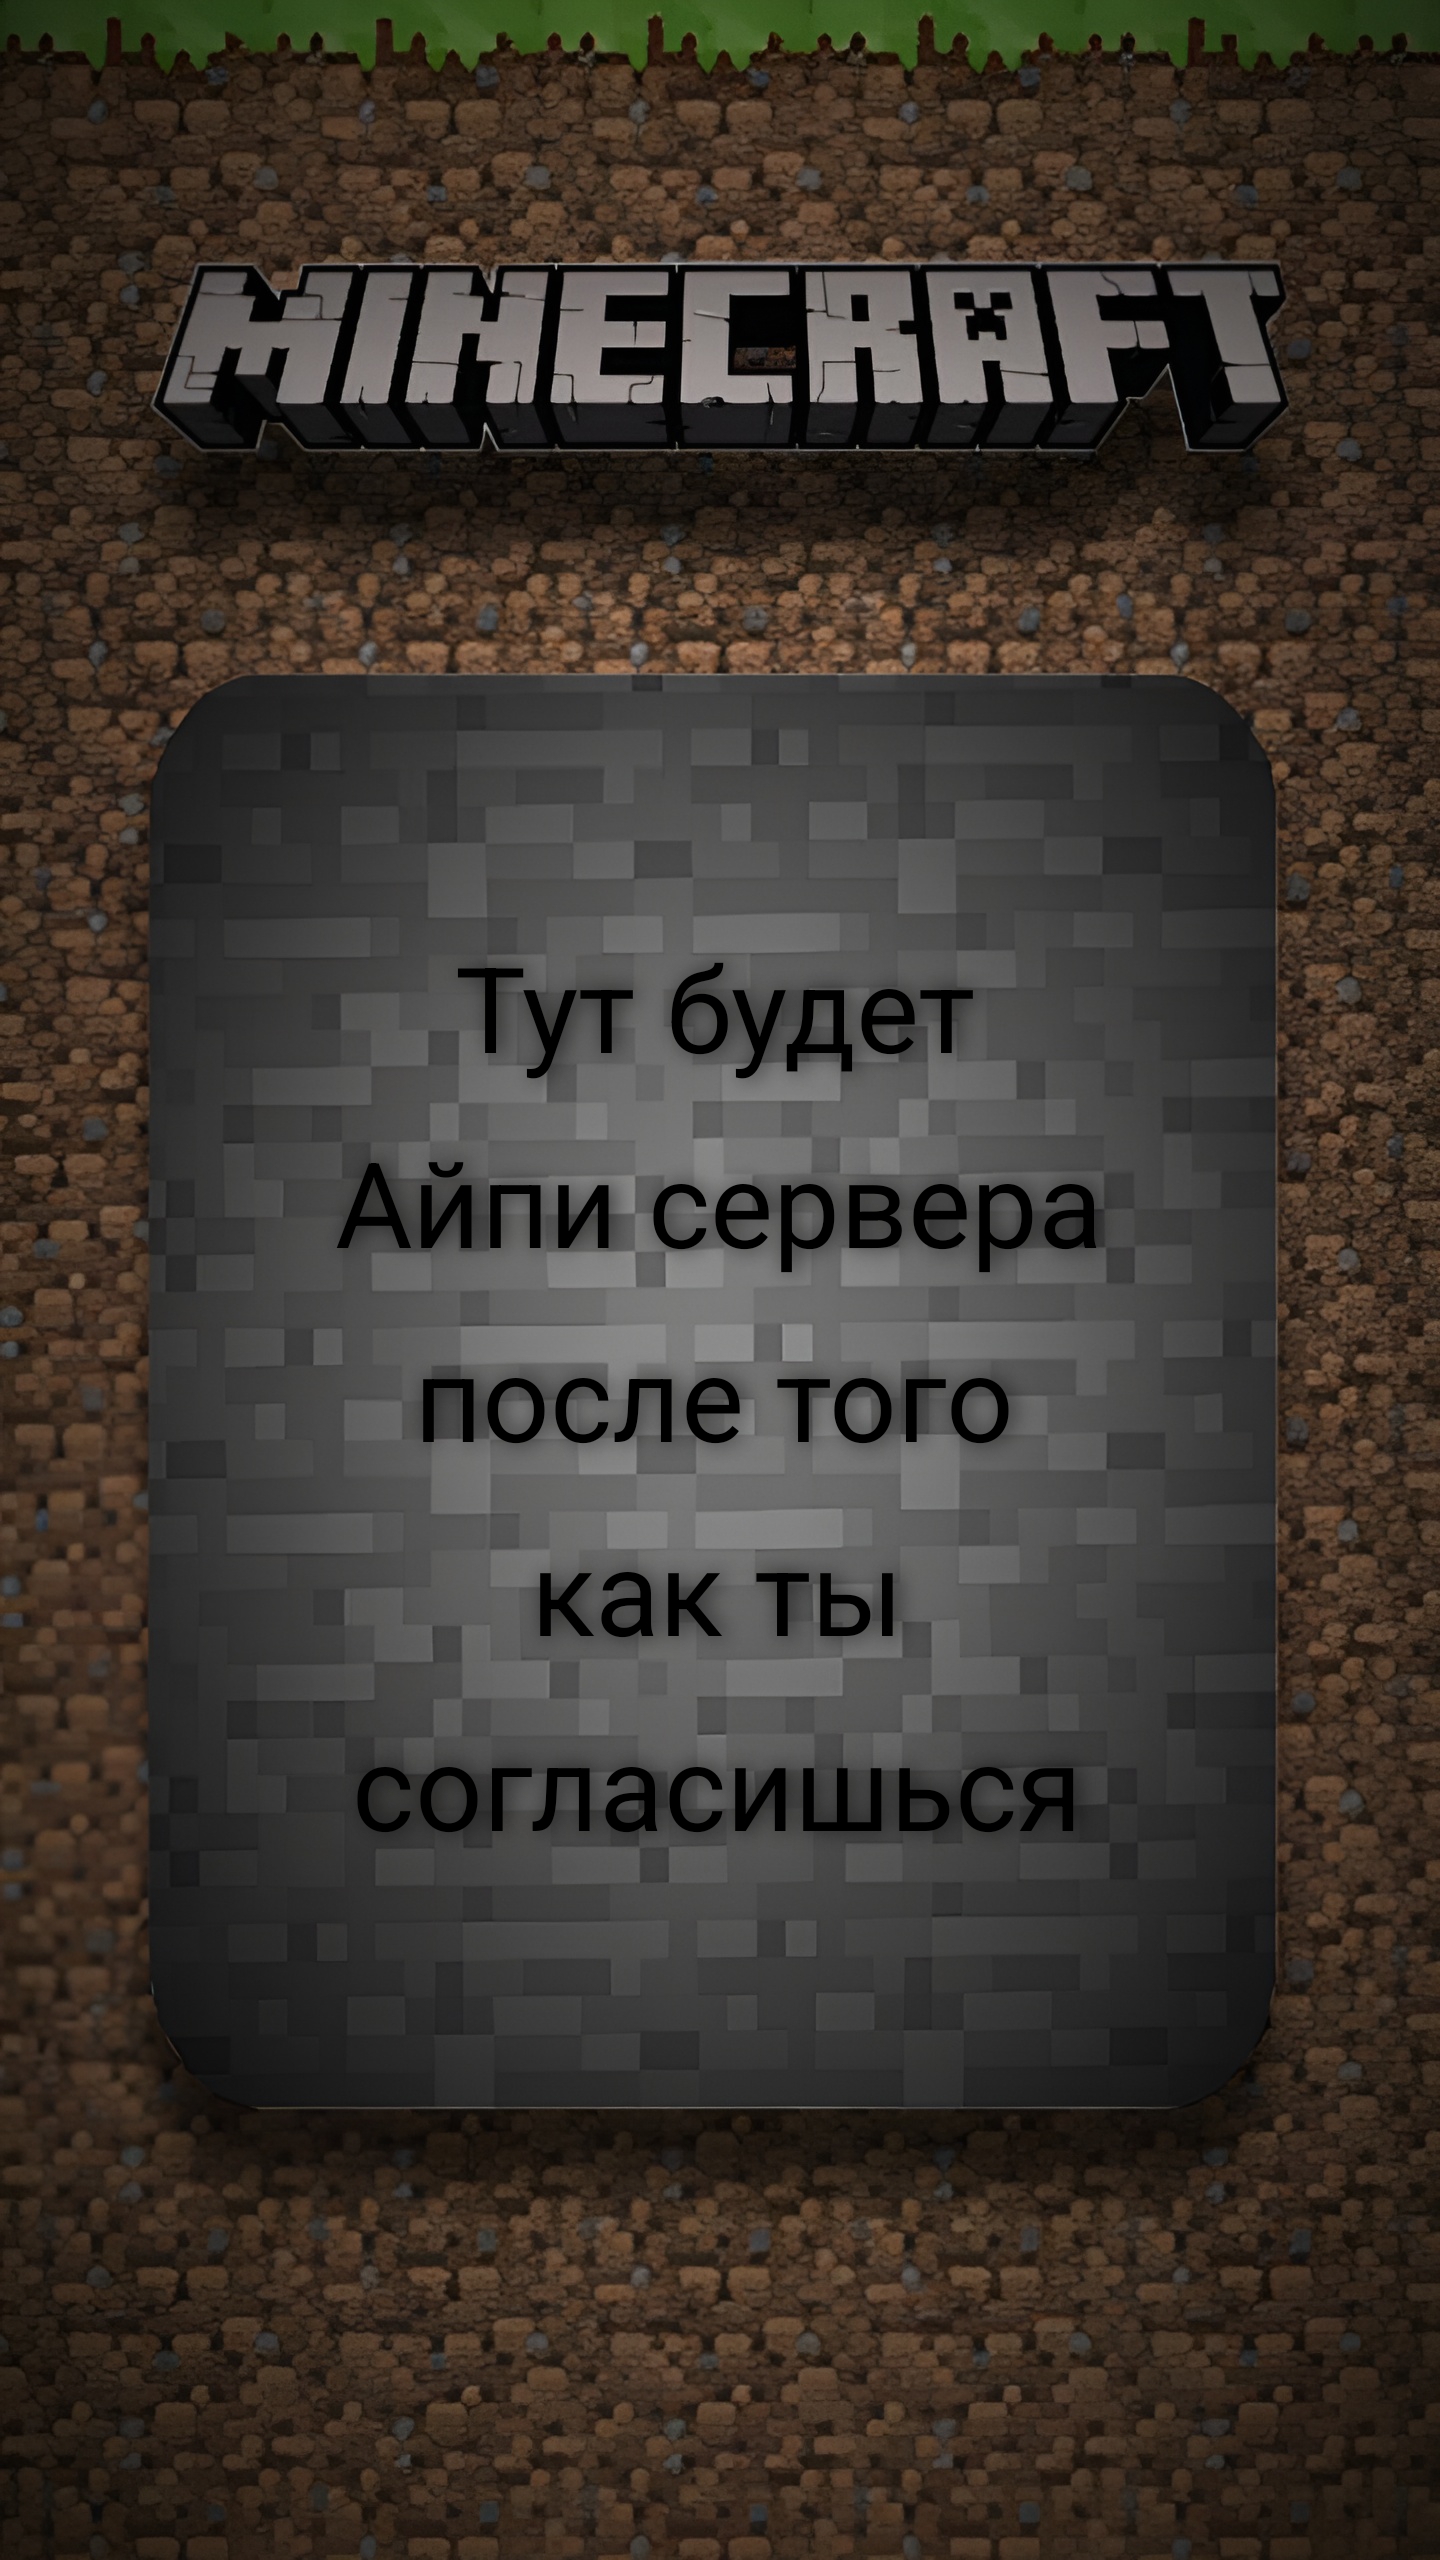 MINECRAFT
Тут будет
Айпи сервера
после того
как ты
согласишься